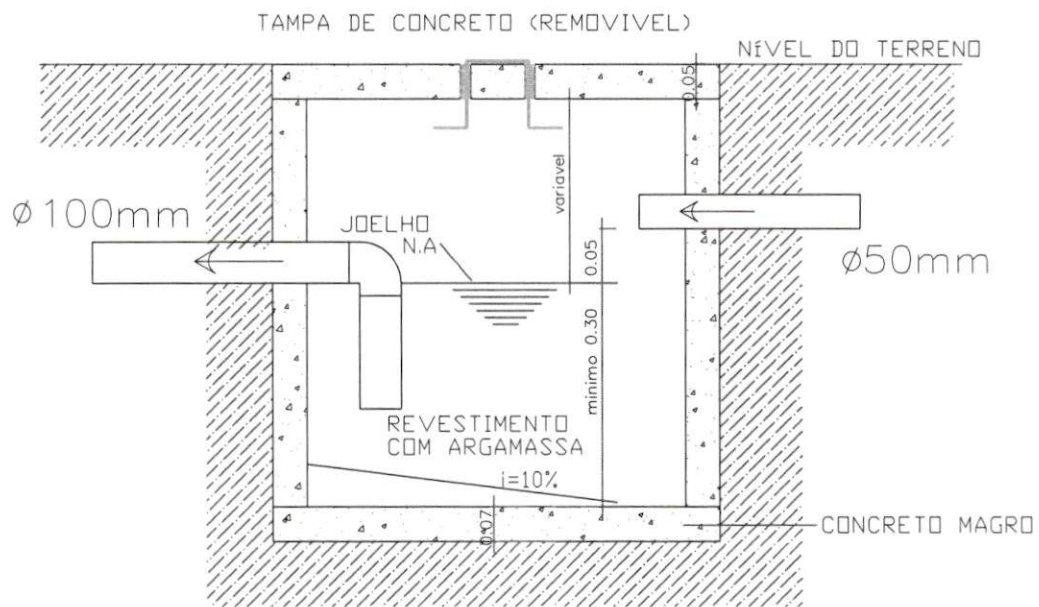 TAMPA DE CONCRETO (REMOVIVEL)
NÍVEL DO TERRENO
0.05
variavel
Ø100mm
JOELHO
N.A
0.05
Ø50mm
minimo 0.30
REVESTIMENTO
COM ARGAMASSA
i=10%
0.07
CONCRETO MAGRO